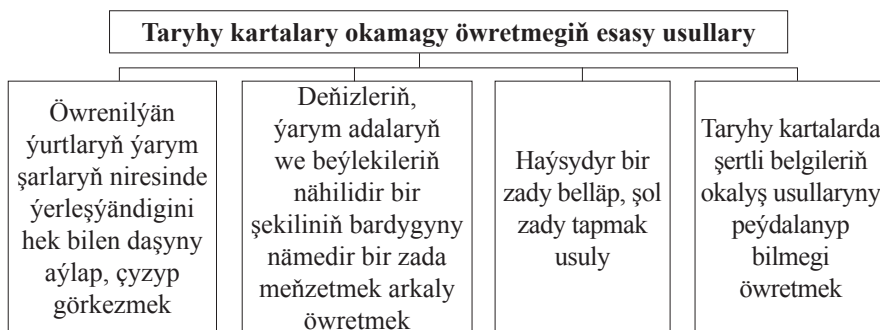 Taryhy kartalary okamagy öwretmegiň esasy usullary
Öwrenilýän
ýurtlaryň ýarym
şarlaryň niresinde
ýerleşýändigini
hek bilen daşyny
aýlap, çyzyp
görkezmek
Deňizleriň,
ýarym adalaryň
we beýlekileriň
nähilidir bir
şekiliniň bardygyny
nämedir bir zada
meňzetmek arkaly
öwretmek
Haýsydyr bir
zady belläp, şol
zady tapmak
usuly
Taryhy kartalarda
şertli belgileriň
okalyş usullaryny
peýdalanyp
bilmegi
öwretmek